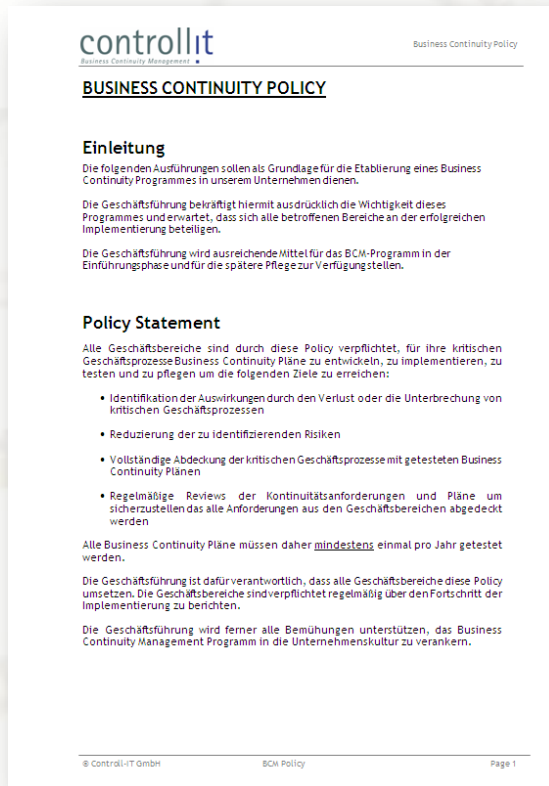 controllit
Business Continuity Management
Business Continuity Policy
BUSINESS CONTINUITY POLICY
Einleitung
Die folgenden Ausführungen sollen als Grundlage für die Etablierung eines Business
Continuity Programmes in unserem Unternehmen dienen.
Die Geschäftsführung bekräftigt hiermit ausdrücklich die Wichtigkeit dieses
Programmes und erwartet, dass sich alle betroffenen Bereiche an der erfolgreichen
Implementierung beteiligen.
Die Geschäftsführung wird ausreichende Mittel für das BCM-Programm in der
Einführungsphase und für die spätere Pflege zur Verfügung stellen.
Policy Statement
Alle Geschäftsbereiche sind durch diese Policy verpflichtet, für ihre kritischen
Geschäftsprozesse Business Continuity Pläne zu entwickeln, zu implementieren, zu
testen und zu pflegen um die folgenden Ziele zu erreichen:
• Identifikation der Auswirkungen durch den Verlust oder die Unterbrechung von
kritischen Geschäftsprozessen
• Reduzierung der zu identifizierenden Risiken
• Vollständige Abdeckung der kritischen Geschäftsprozesse mit getesteten Business
Continuity Plänen
• Regelmäßige Reviews der Kontinuitätsanforderungen und Pläne um
sicherzustellen das alle Anforderungen aus den Geschäftsbereichen abgedeckt
werden
Alle Business Continuity Pläne müssen daher mindestens einmal pro Jahr getestet
werden.
Die Geschäftsführung ist dafür verantwortlich, dass alle Geschäftsbereiche diese Policy
umsetzen. Die Geschäftsbereiche sind verpflichtet regelmäßig über den Fortschritt der
Implementierung zu berichten.
Die Geschäftsführung wird ferner alle Bemühungen unterstützen, das Business
Continuity Management Programm in die Unternehmenskultur zu verankern.
© Controll-IT GmbH BCM Policy Page 1